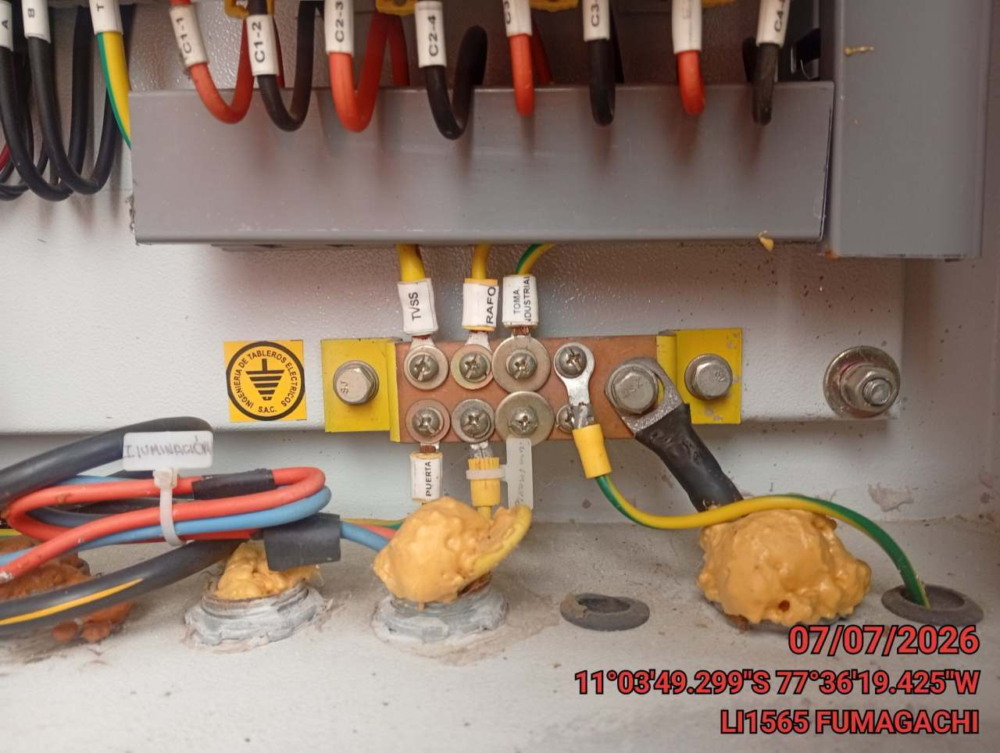 A
B
T
C1-1
C1-2
C2-3
C2-4
C3-
TVSS
RAFO
TOMA
INDUSTRIAL
INGENIERIA DE TABLEROS ELECTRICOS
S.A.C.
SJ
ILUMINACIÓN
PUERTA
07/07/2026
11°03'49.299"S 77°36'19.425"W
LI1565 FUMAGACHI